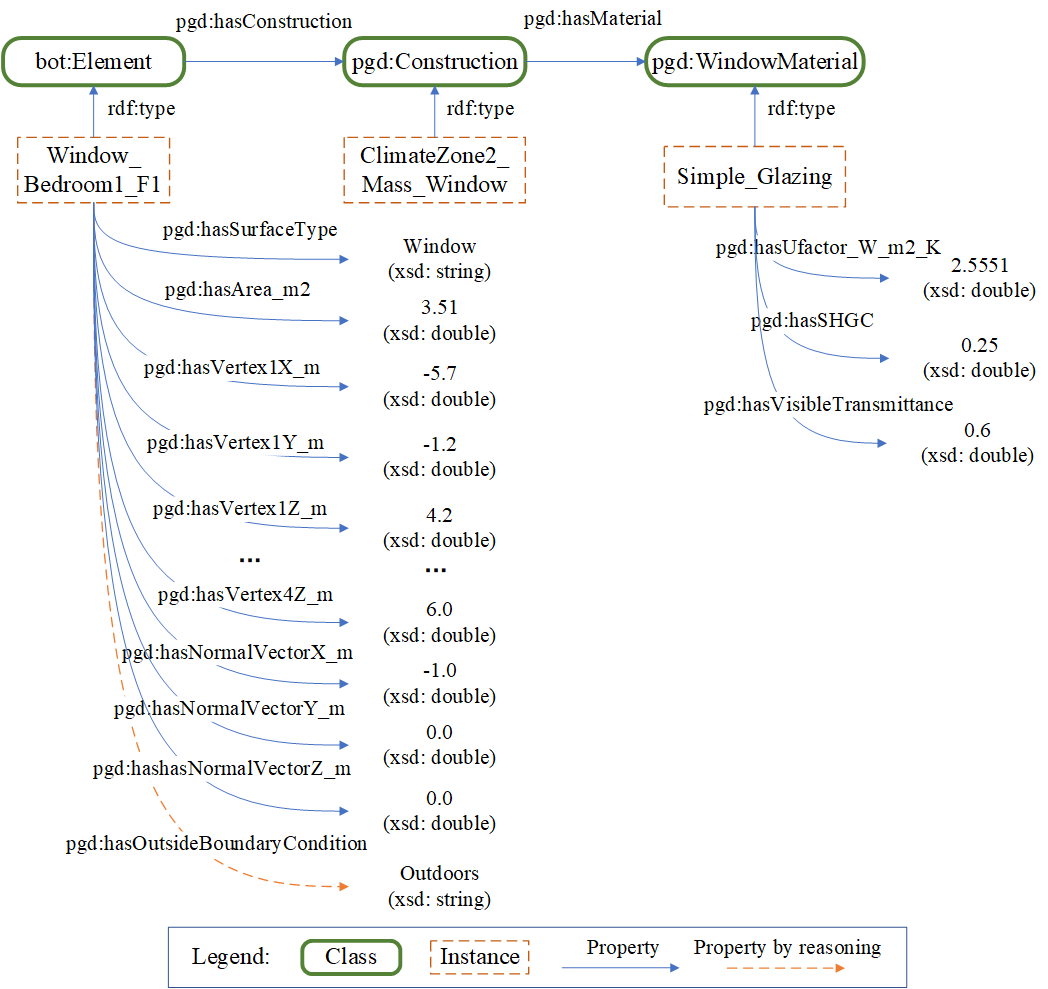 pgd:hasConstruction
pgd:hasMaterial
bot:Element
pgd:Construction
pgd:WindowMaterial
rdf:type
rdf:type
rdf:type
Window_
Bedroom1_F1
ClimateZone2_
Mass_Window
Simple_Glazing
pgd:hasSurfaceType
Window
(xsd: string)
pgd:hasArea_m2
3.51
(xsd: double)
pgd:hasVertex1X_m
-5.7
(xsd: double)
pgd:hasVertex1Y_m
-1.2
(xsd: double)
pgd:hasVertex1Z_m
4.2
(xsd: double)
...
...
pgd:hasVertex4Z_m
6.0
(xsd: double)
pgd:hasNormalVectorX_m
-1.0
(xsd: double)
pgd:hasNormalVectorY_m
0.0
(xsd: double)
pgd:hashasNormalVectorZ_m
0.0
(xsd: double)
pgd:hasOutsideBoundaryCondition
Outdoors
(xsd: string)
pgd:hasUfactor_W_m2_K
2.5551
(xsd: double)
pgd:hasSHGC
0.25
(xsd: double)
pgd:hasVisibleTransmittance
0.6
(xsd: double)
Legend:
Class
Instance
Property
Property by reasoning